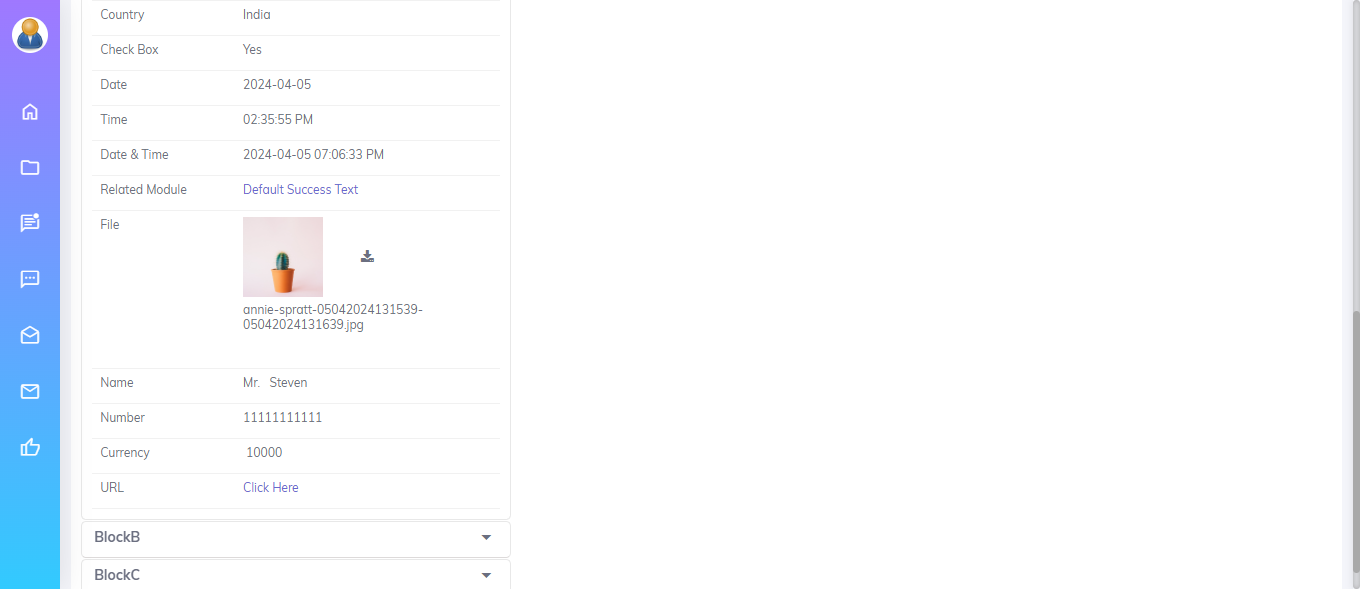 Country India
Check Box Yes
Date 2024-04-05
Time 02:35:55 PM
Date & Time 2024-04-05 07:06:33 PM
Related Module Default Success Text
File
annie-spratt-05042024131539-
05042024131639.jpg
Name Mr. Steven
Number 11111111111
Currency 10000
URL Click Here
BlockB
BlockC